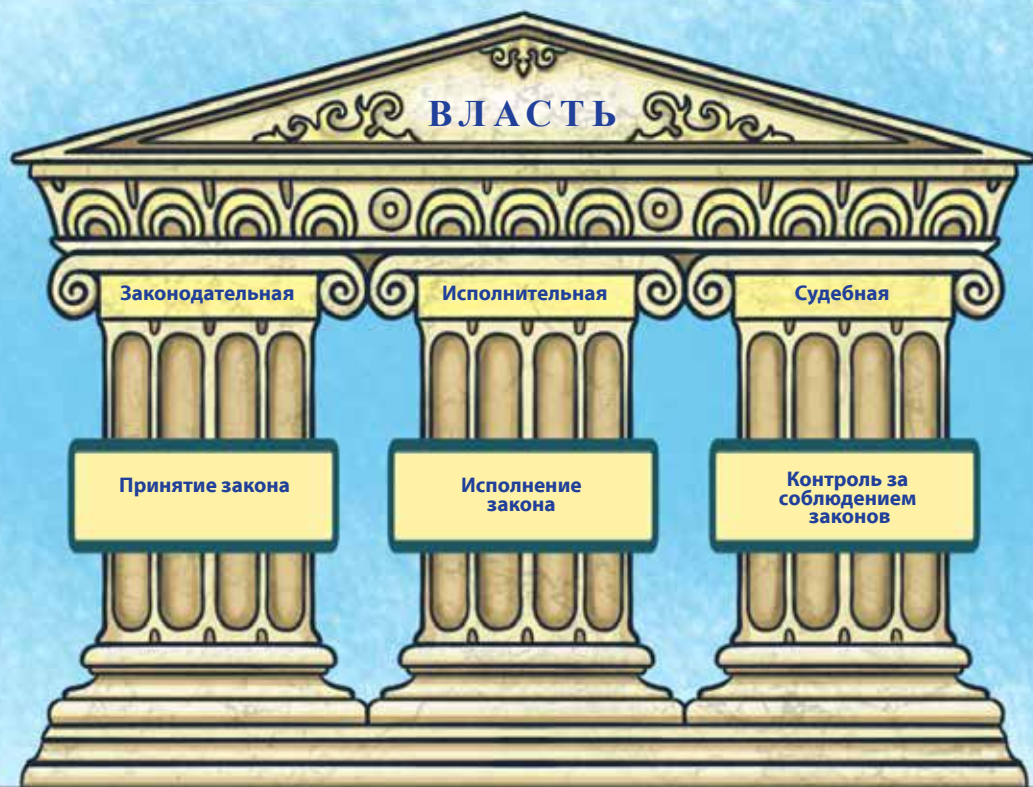 ВЛАСТЬ
Законодательная
Исполнительная
Судебная
Принятие закона
Исполнение
закона
Контроль за
соблюдением
законов